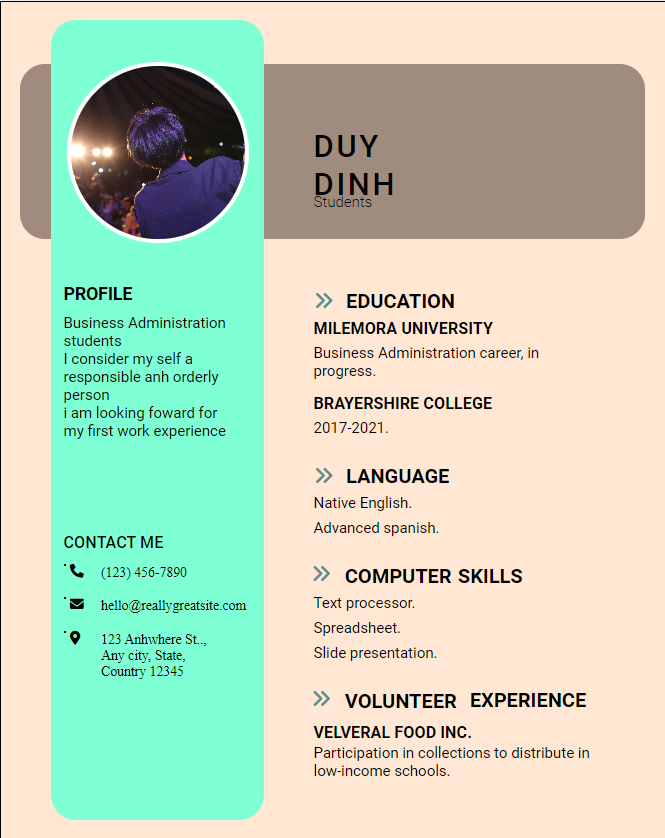 DUY
DINH
Students
PROFILE
Business Administration
students
I consider my self a
responsible anh orderly
person
i am looking foward for
my first work experience
CONTACT ME
(123) 456-7890
hello@reallygreatsite.com
123 Anhwhere St..,
Any city, State,
Country 12345
EDUCATION
MILEMORA UNIVERSITY
Business Administration career, in
progress.
BRAYERSHIRE COLLEGE
2017-2021.
LANGUAGE
Native English.
Advanced spanish.
COMPUTER SKILLS
Text processor.
Spreadsheet.
Slide presentation.
VOLUNTEER EXPERIENCE
VELVERAL FOOD INC.
Participation in collections to distribute in
low-income schools.